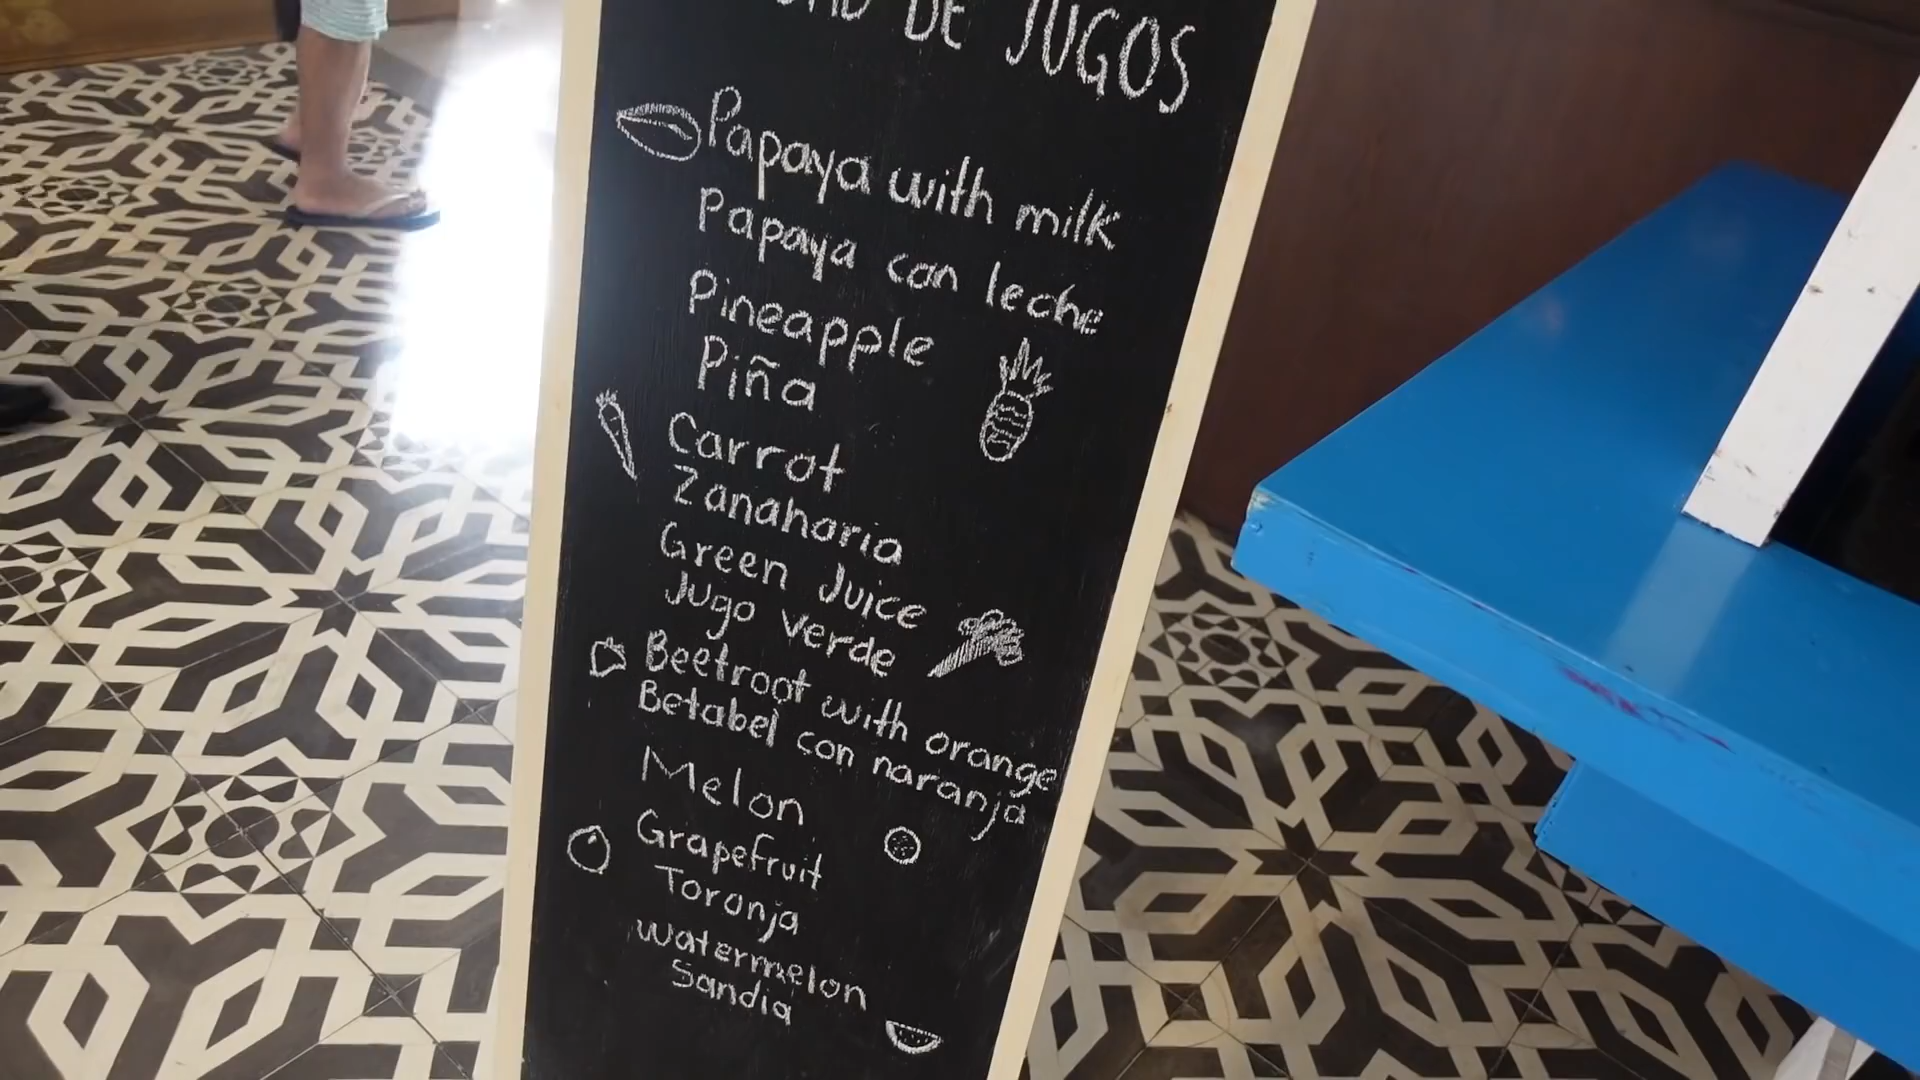 DE JUGOS
Papaya with milk
Papaya con leche
Pineapple
Piña
Carrot
Zanahoria
Green Juice
Jugo verde
Beetroot with orange
Betabel con naranja
Melon
Grapefruit
Toronja
watermelon
Sandia